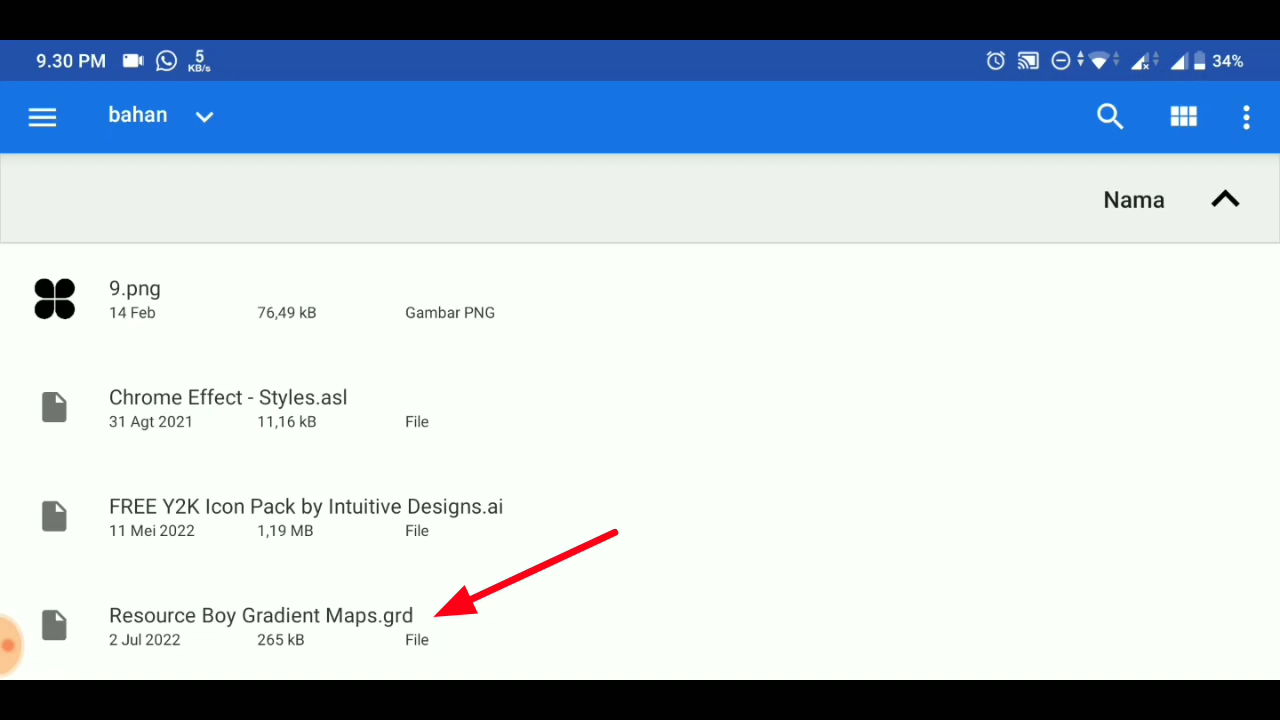 9.30 PM 5 KB/s 34%
bahan
Nama
9.png
14 Feb 76,49 kB Gambar PNG
Chrome Effect - Styles.asl
31 Agt 2021 11,16 kB File
FREE Y2K Icon Pack by Intuitive Designs.ai
11 Mei 2022 1,19 MB File
Resource Boy Gradient Maps.grd
2 Jul 2022 265 kB File